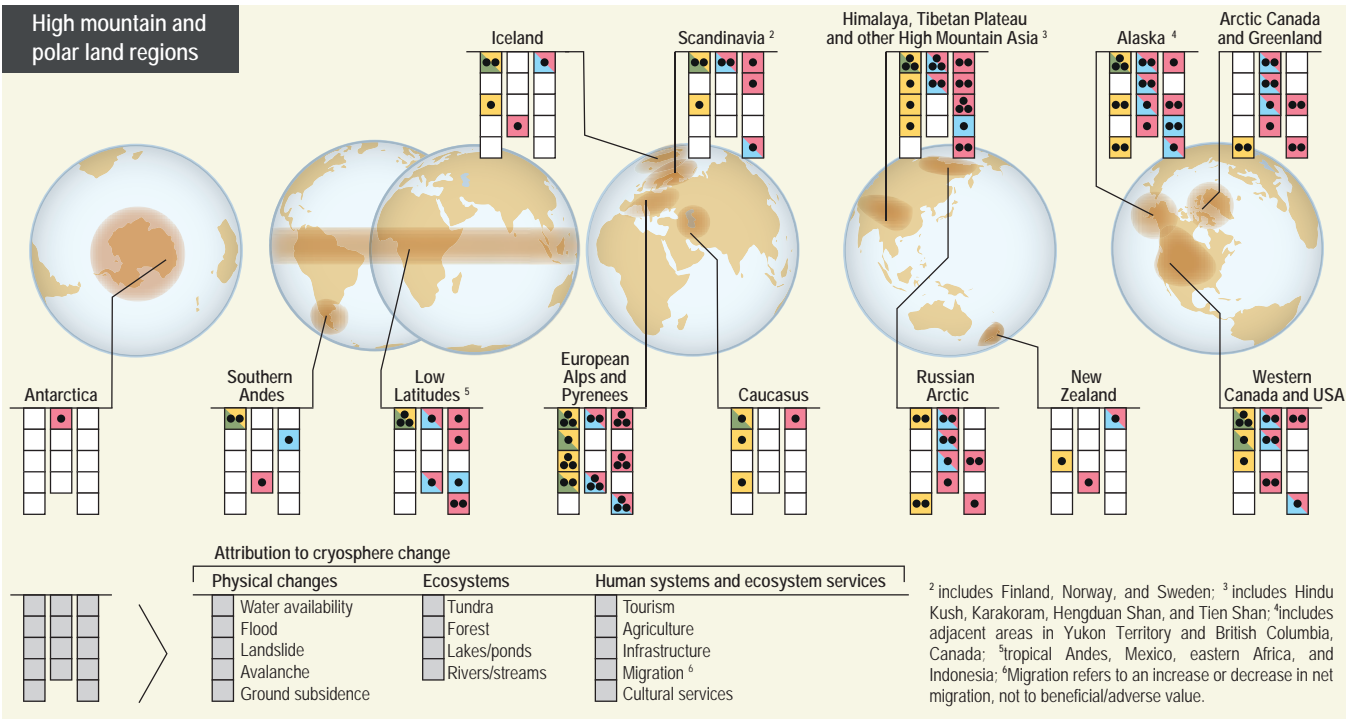 High mountain and
polar land regions
Iceland
Scandinavia ²
Himalaya, Tibetan Plateau
and other High Mountain Asia ³
Alaska ⁴
Arctic Canada
and Greenland
Antarctica
Southern
Andes
Low
Latitudes ⁵
European
Alps and
Pyrenees
Caucasus
Russian
Arctic
New
Zealand
Western
Canada and USA
Attribution to cryosphere change
Physical changes
Water availability
Flood
Landslide
Avalanche
Ground subsidence
Ecosystems
Tundra
Forest
Lakes/ponds
Rivers/streams
Human systems and ecosystem services
Tourism
Agriculture
Infrastructure
Migration ⁶
Cultural services
² includes Finland, Norway, and Sweden; ³ includes Hindu
Kush, Karakoram, Hengduan Shan, and Tien Shan; ⁴includes
adjacent areas in Yukon Territory and British Columbia,
Canada; ⁵tropical Andes, Mexico, eastern Africa, and
Indonesia; ⁶Migration refers to an increase or decrease in net
migration, not to beneficial/adverse value.